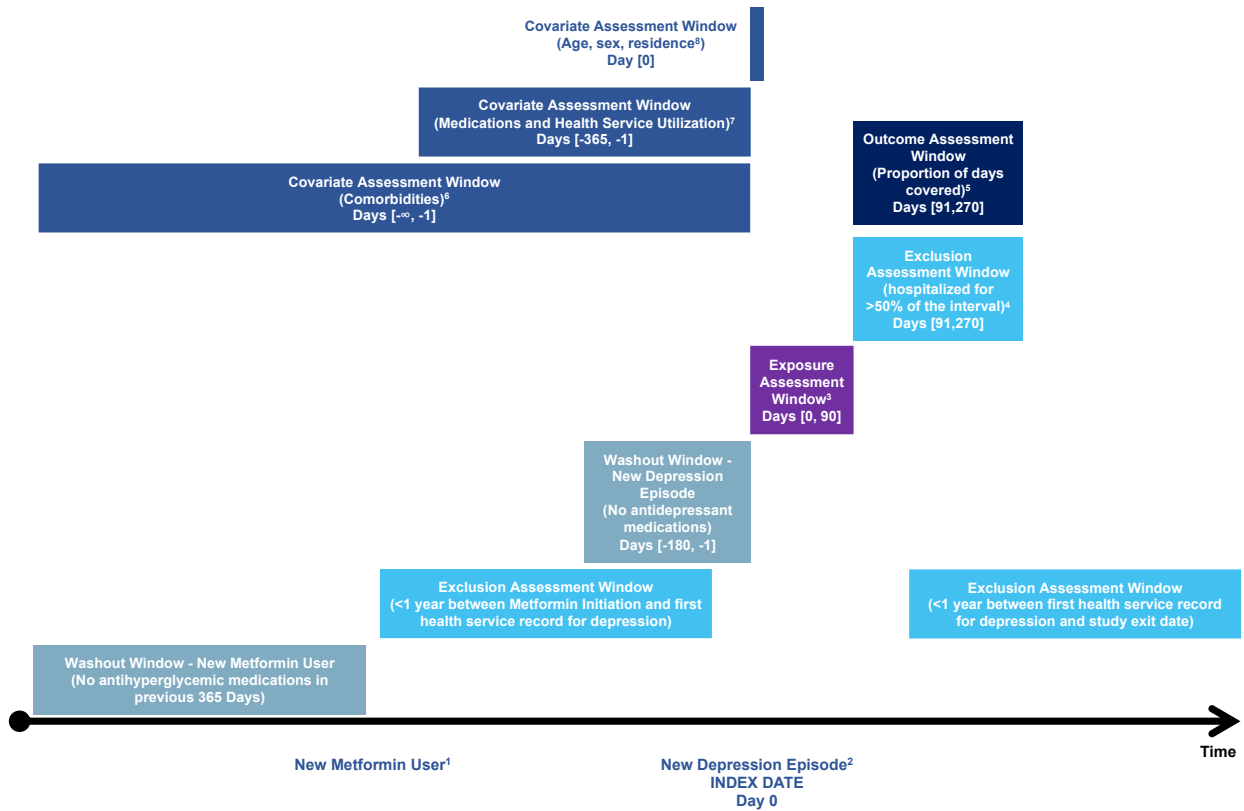 Covariate Assessment Window
(Age, sex, residence⁸)
Day [0]
Covariate Assessment Window
(Medications and Health Service Utilization)⁷
Days [-365, -1]
Covariate Assessment Window
(Comorbidities)⁶
Days [-∞, -1]
Outcome Assessment
Window
(Proportion of days
covered)⁵
Days [91,270]
Exclusion
Assessment Window
(hospitalized for
>50% of the interval)⁴
Days [91,270]
Exposure
Assessment
Window³
Days [0, 90]
Washout Window -
New Depression
Episode
(No antidepressant
medications)
Days [-180, -1]
Exclusion Assessment Window
(<1 year between Metformin Initiation and first
health service record for depression)
Exclusion Assessment Window
(<1 year between first health service record
for depression and study exit date)
Washout Window - New Metformin User
(No antihyperglycemic medications in
previous 365 Days)
Time
New Metformin User¹
New Depression Episode²
INDEX DATE
Day 0